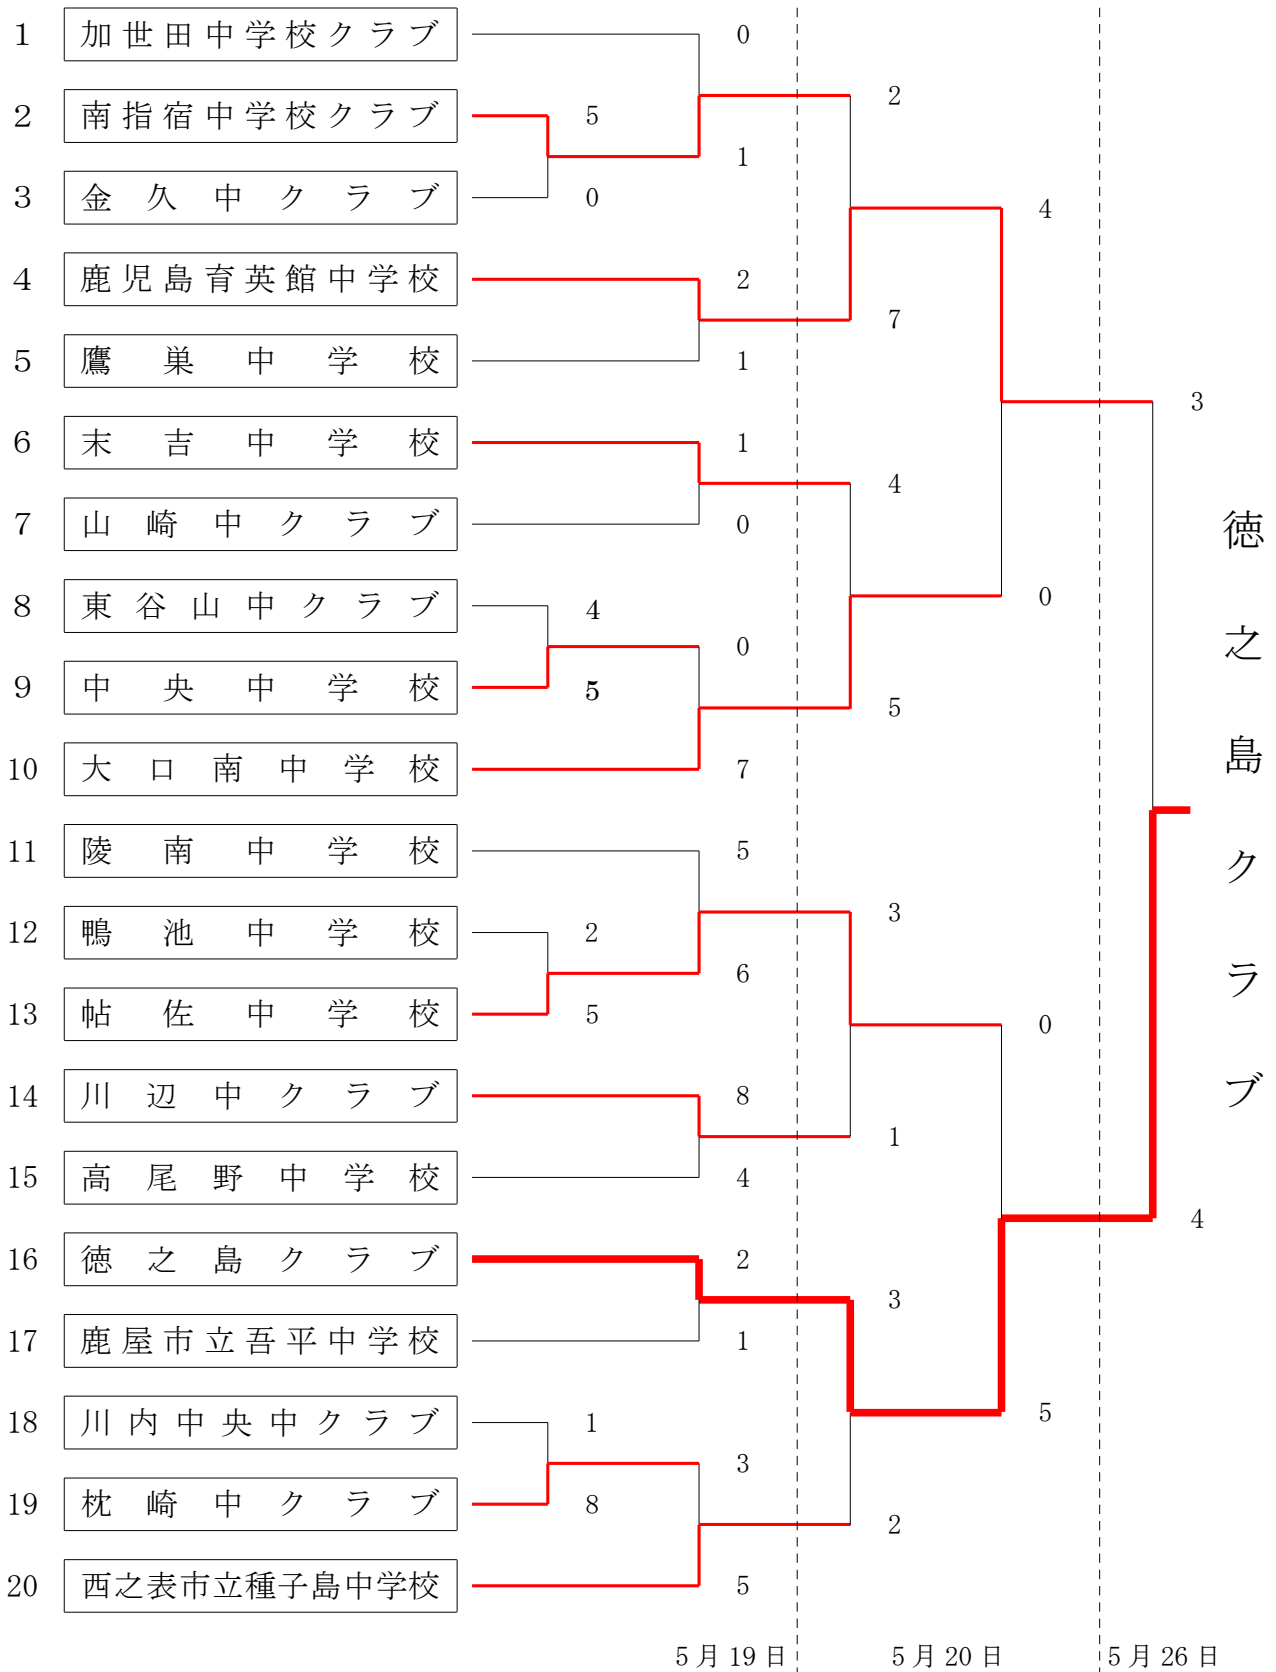 1 加世田中学校クラブ 0
2
2 南指宿中学校クラブ 5
1
3 金久中クラブ 0
4
4 鹿児島育英館中学校 2
7
5 鷹巣中学校 1
3
6 末吉中学校 1
4
7 山崎中クラブ 0
8 東谷山中クラブ 4
0
0
9 中央中学校 5
5
10 大口南中学校 7
徳之島クラブ
11 陵南中学校 5
3
12 鴨池中学校 2
6
13 帖佐中学校 5
0
14 川辺中クラブ 8
1
15 高尾野中学校 4
4
16 徳之島クラブ 2
3
17 鹿屋市立吾平中学校 1
5
18 川内中央中クラブ 1
3
19 枕崎中クラブ 8
2
20 西之表市立種子島中学校 5
5月19日 5月20日 5月26日